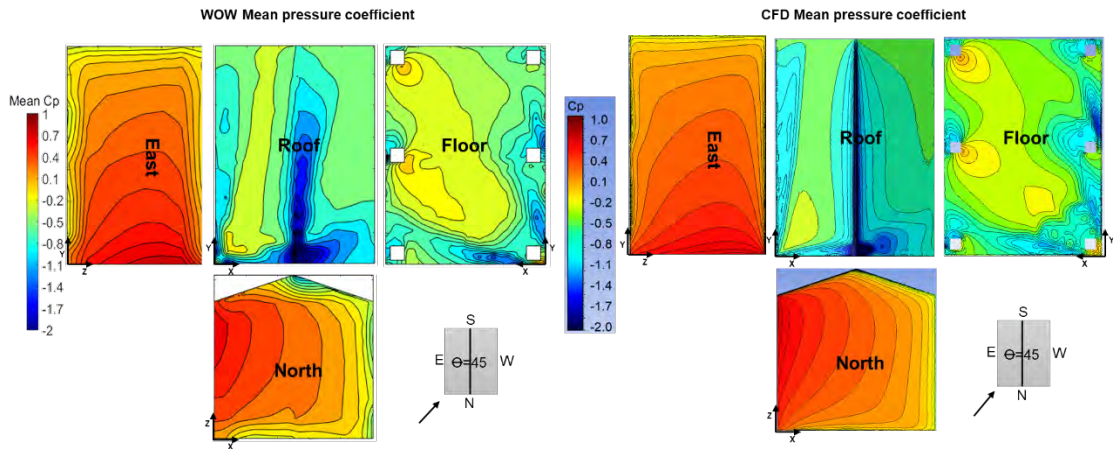 WOW Mean pressure coefficient
Mean Cp
1
0.7
0.4
0.1
-0.2
-0.5
-0.8
-1.1
-1.4
-1.7
-2
East
Y
Z
Roof
Y
X
Floor
Y
X
North
Z
X
S
E
Θ=45
W
N
CFD Mean pressure coefficient
Cp
1.0
0.7
0.4
0.1
-0.2
-0.5
-0.8
-1.1
-1.4
-1.7
-2.0
East
Y
Z
Roof
Y
X
Floor
Y
X
North
Z
X
S
E
Θ=45
W
N